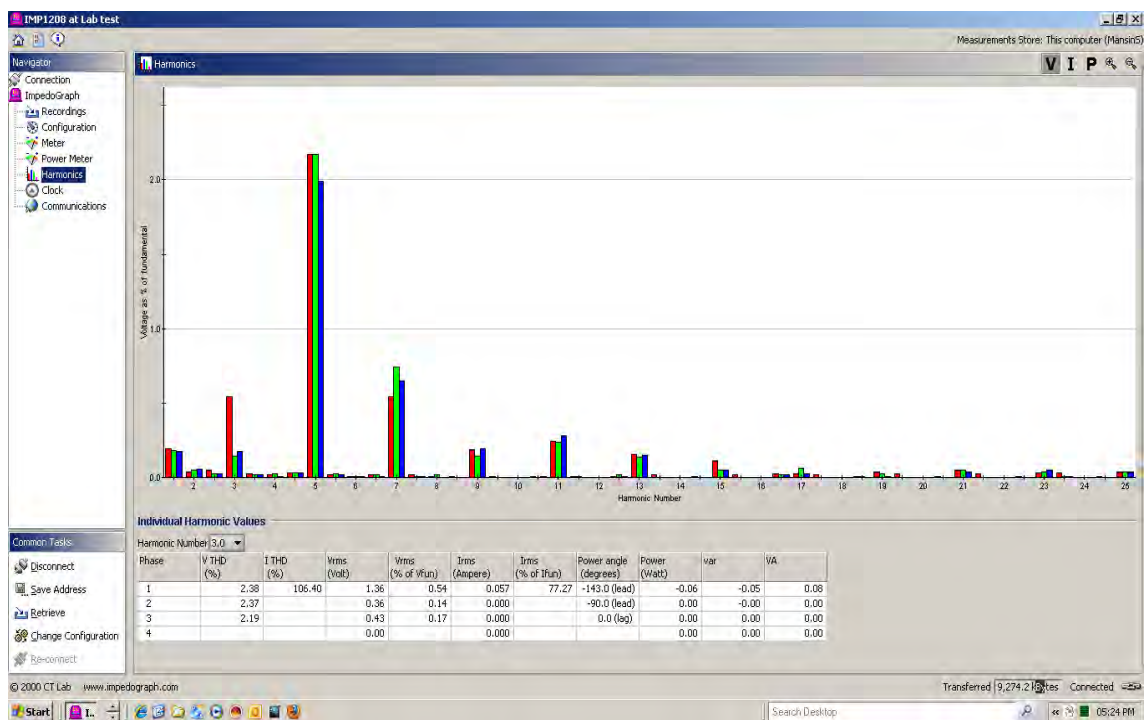 IMP1208 at Lab test
Measurements Store: This computer (MansinS)
Navigator
Connection
ImpedoGraph
Recordings
Configuration
Meter
Power Meter
Harmonics
Clock
Communications
Harmonics
V I P
Voltage as % of fundamental
2.0
1.0
0.0
2 3 4 5 6 7 8 9 10 11 12 13 14 15 16 17 18 19 20 21 22 23 24 25
Harmonic Number
Individual Harmonic Values
Harmonic Number 3.0
Phase V THD (%) I THD (%) Vrms (Volt) Vrms (% of Vfun) Irms (Ampere) Irms (% of Ifun) Power angle (degrees) Power (Watt) var VA
1 2.38 106.40 1.36 0.54 0.057 77.27 -143.0 (lead) -0.06 -0.05 0.08
2 2.37 0.36 0.14 0.000 -90.0 (lead) 0.00 -0.00 0.00
3 2.19 0.43 0.17 0.000 0.0 (lag) 0.00 0.00 0.00
4 0.00 0.000 0.00 0.00 0.00
Common Tasks
Disconnect
Save Address
Retrieve
Change Configuration
Re-connect
© 2000 CT Lab www.impedograph.com
Transferred 9,274.2 Connected
Start
I..
Search Desktop
05:24 PM